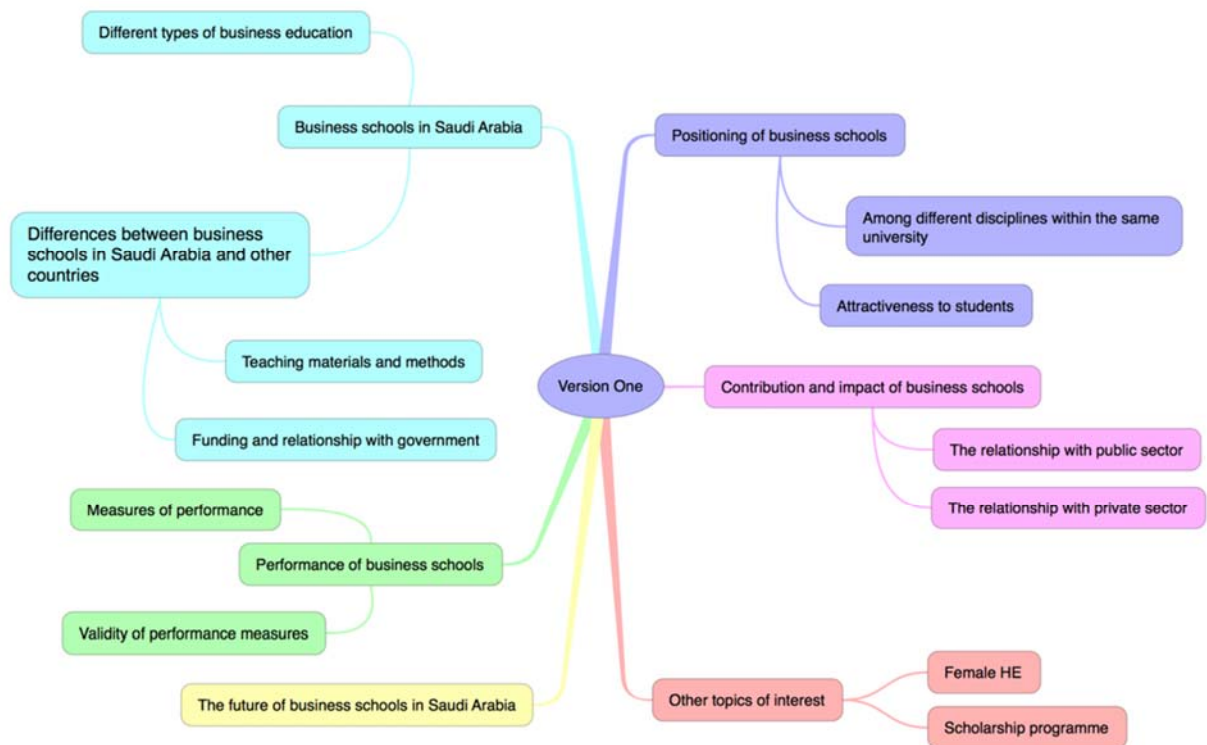 Different types of business education
Business schools in Saudi Arabia
Differences between business
schools in Saudi Arabia and other
countries
Teaching materials and methods
Funding and relationship with government
Measures of performance
Performance of business schools
Validity of performance measures
The future of business schools in Saudi Arabia
Version One
Positioning of business schools
Among different disciplines within the same
university
Attractiveness to students
Contribution and impact of business schools
The relationship with public sector
The relationship with private sector
Other topics of interest
Female HE
Scholarship programme